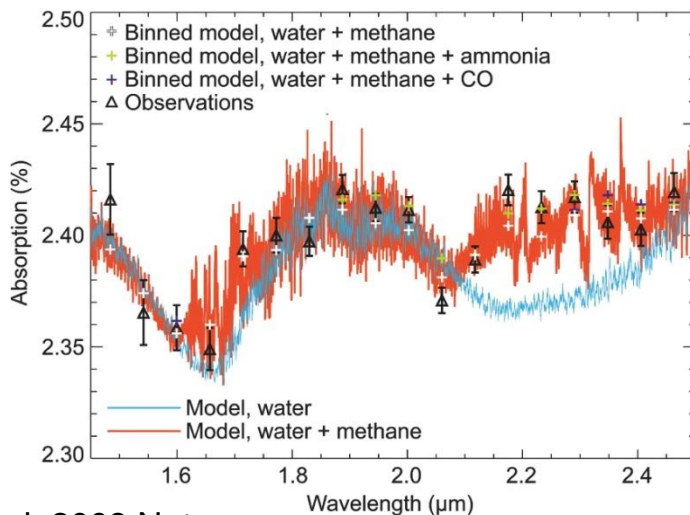 2.50
Binned model, water + methane
Binned model, water + methane + ammonia
Binned model, water + methane + CO
Observations
2.45
2.40
Absorption (%)
2.35
Model, water
Model, water + methane
2.30
1.6 1.8 2.0 2.2 2.4
Wavelength (μm)